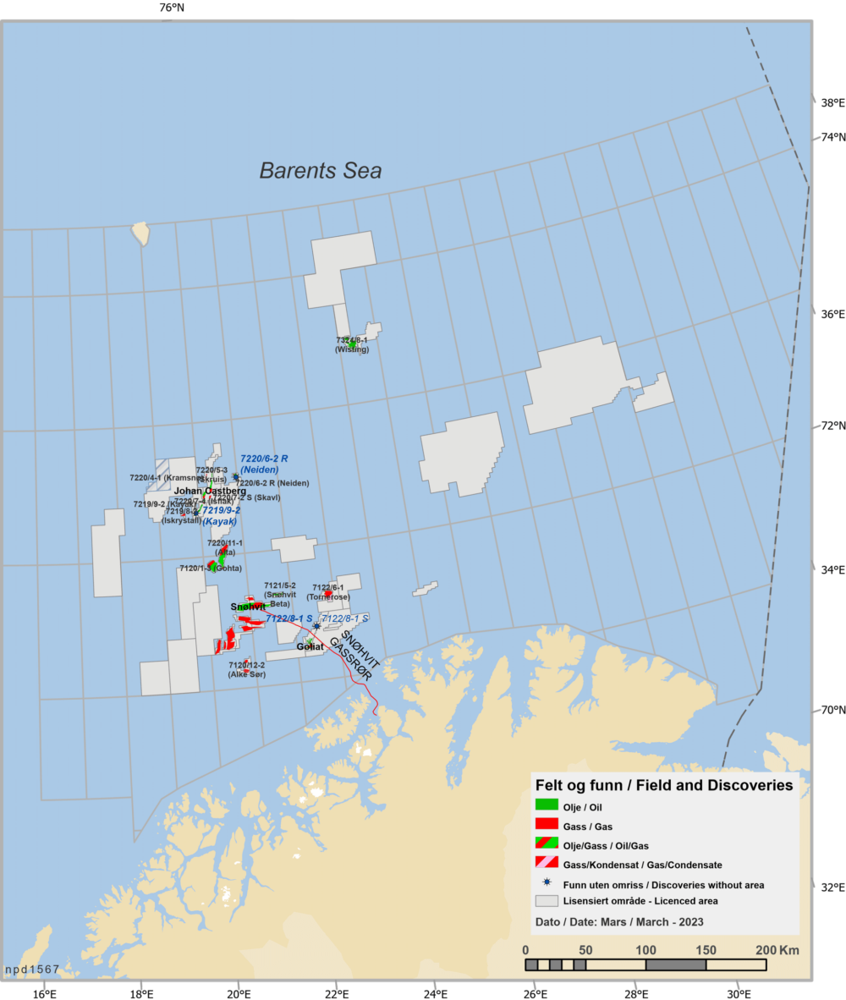 76°N
38°E
74°N
Barents Sea
36°E
7324/8-1
(Wisting)
72°N
7220/6-2 R
(Neiden)
7220/5-3
(Skruis)
7220/4-1 (Kramsnø)
7220/6-2 R (Neiden)
Johan Castberg
7220/7-2 S (Skavl)
7220/7-4 (Isflak)
7219/9-2 (Kayak)
7219/9-2
(Kayak)
7219/8-2
(Iskrystall)
7220/11-1
(Alta)
7120/1-3 (Gohta)
34°E
7121/5-2
(Snøhvit
Beta)
7122/6-1
(Tornerose)
Snøhvit
7122/8-1 S
7122/8-1 S
SNØHVIT
GASSRØR
Goliat
7120/12-2
(Alke Sør)
70°N
Felt og funn / Field and Discoveries
Olje / Oil
Gass / Gas
Olje/Gass / Oil/Gas
Gass/Kondensat / Gas/Condensate
Funn uten omriss / Discoveries without area
Lisensiert område - Licenced area
Dato / Date: Mars / March - 2023
32°E
0 50 100 150 200 Km
npd1567
16°E 18°E 20°E 22°E 24°E 26°E 28°E 30°E